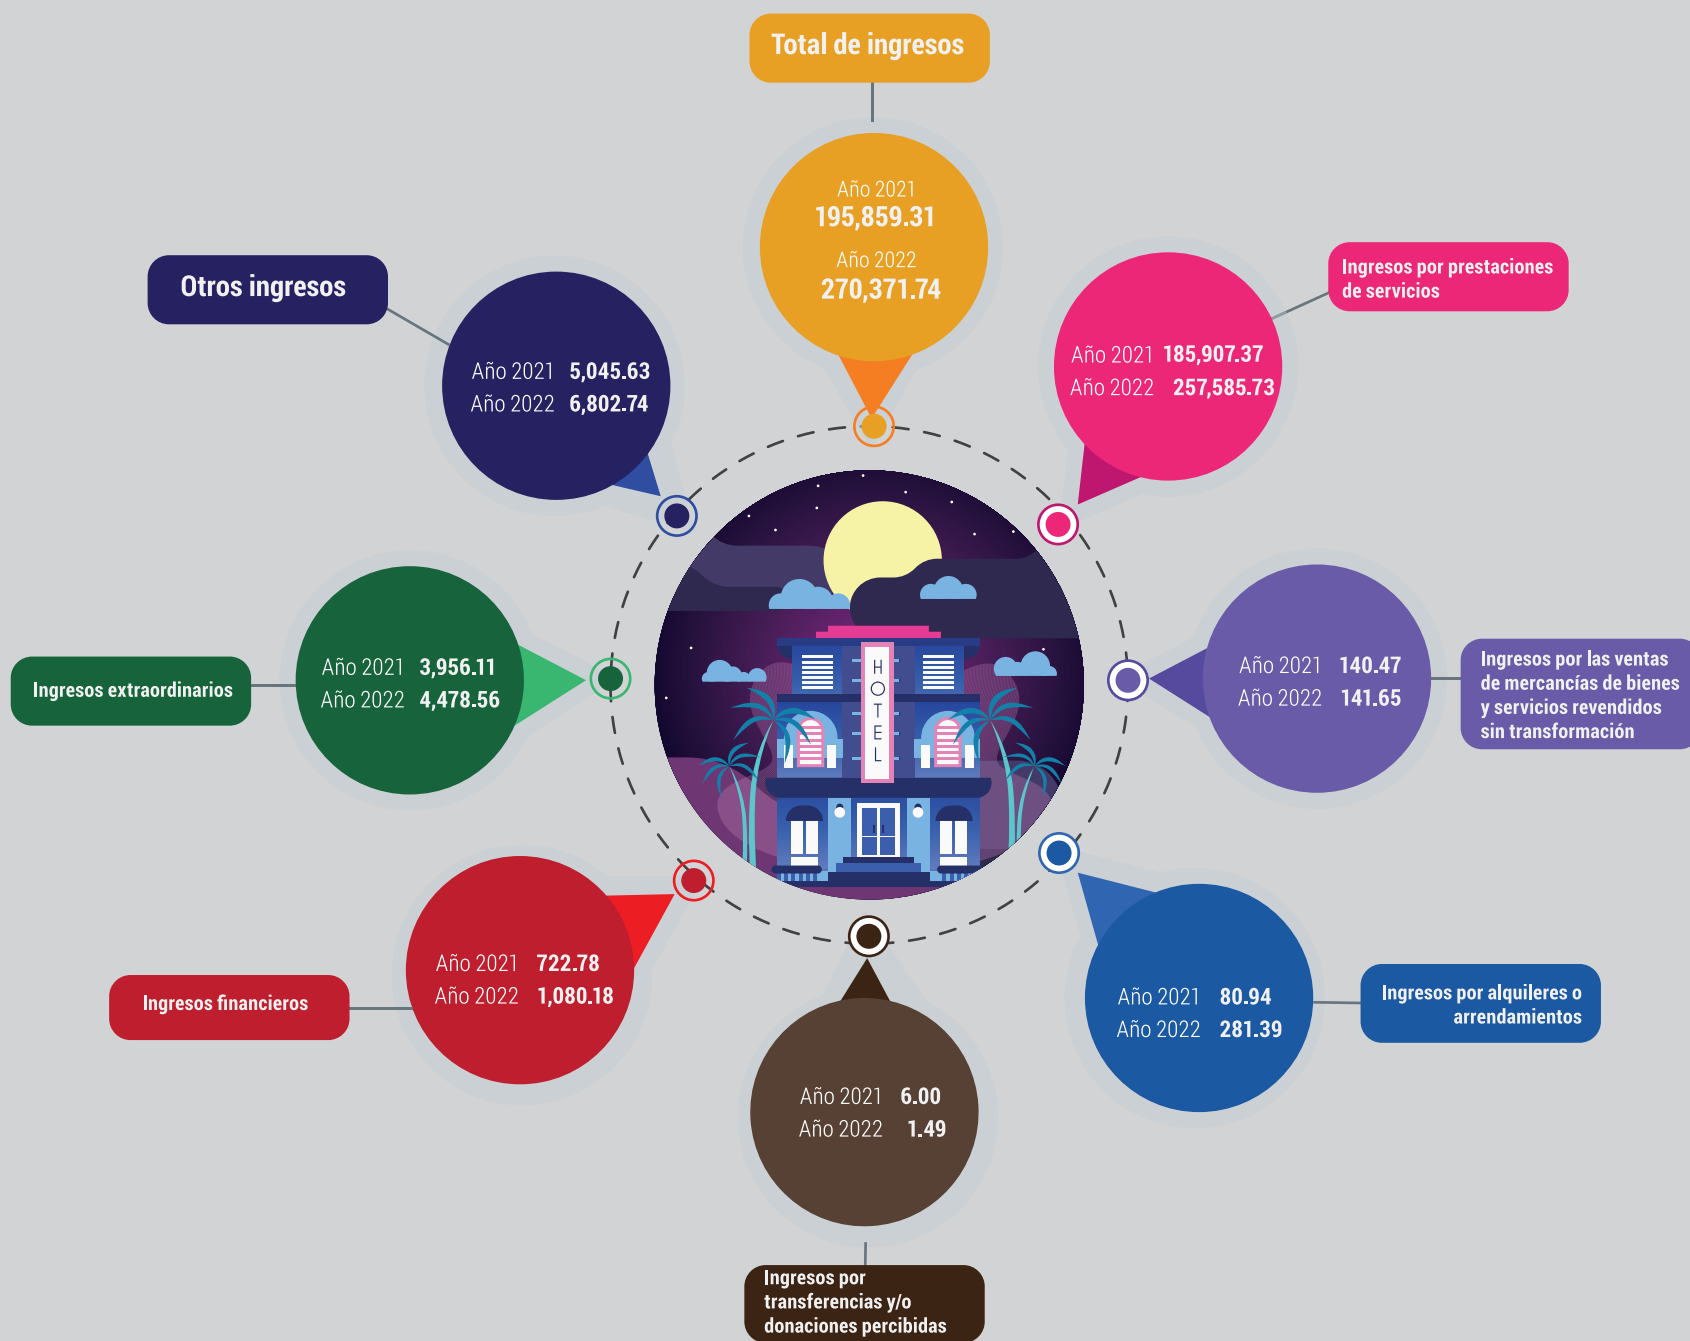 Total de ingresos
Año 2021
195,859.31
Año 2022
270,371.74
Ingresos por prestaciones
de servicios
Año 2021 185,907.37
Año 2022 257,585.73
Ingresos por las ventas
de mercancías de bienes
y servicios revendidos
sin transformación
Año 2021 140.47
Año 2022 141.65
Ingresos por alquileres o
arrendamientos
Año 2021 80.94
Año 2022 281.39
Año 2021 6.00
Año 2022 1.49
Ingresos por
transferencias y/o
donaciones percibidas
Ingresos financieros
Año 2021 722.78
Año 2022 1,080.18
Ingresos extraordinarios
Año 2021 3,956.11
Año 2022 4,478.56
Otros ingresos
Año 2021 5,045.63
Año 2022 6,802.74
HOTEL